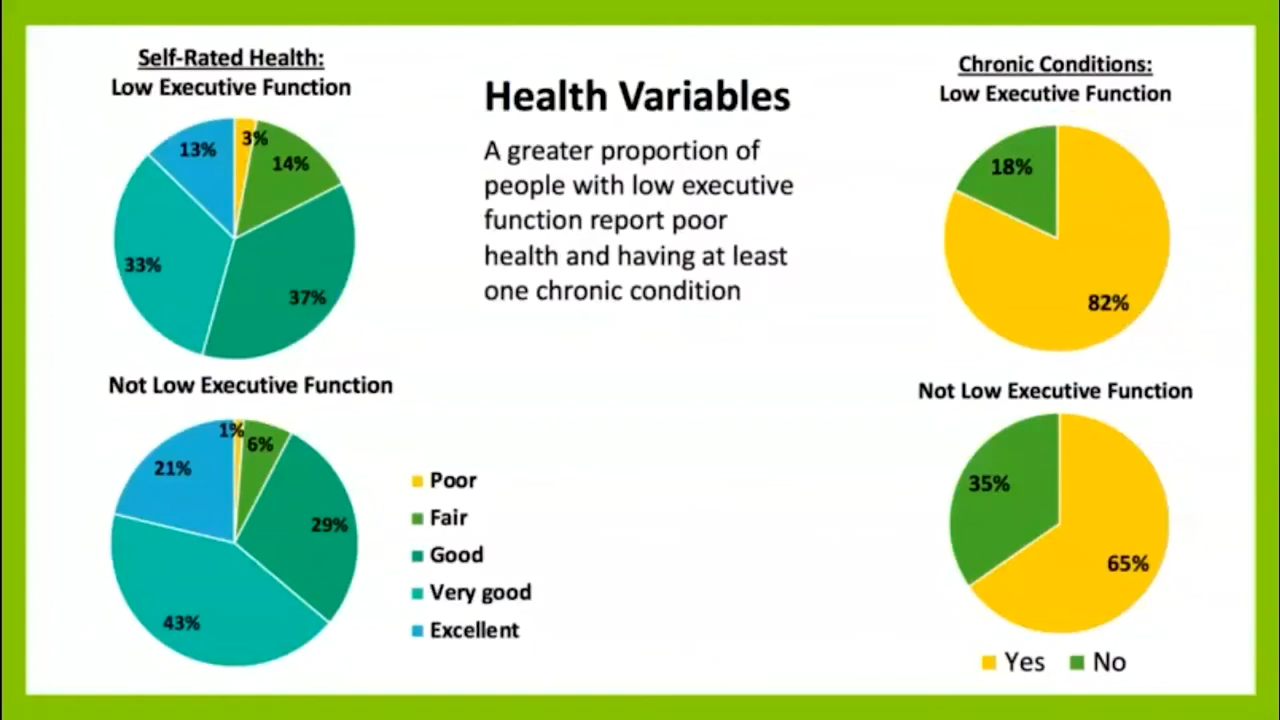 Self-Rated Health:
Low Executive Function
3%
14%
37%
33%
13%
Not Low Executive Function
1%
6%
29%
43%
21%
Poor
Fair
Good
Very good
Excellent
Health Variables
A greater proportion of
people with low executive
function report poor
health and having at least
one chronic condition
Chronic Conditions:
Low Executive Function
18%
82%
Not Low Executive Function
35%
65%
Yes No